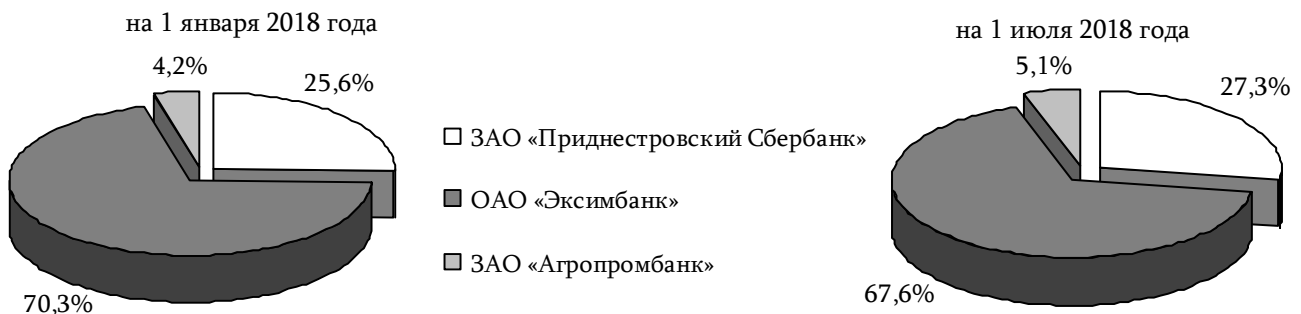 на 1 января 2018 года
4,2%
25,6%
70,3%
ЗАО «Приднестровский Сбербанк»
ОАО «Эксимбанк»
ЗАО «Агропромбанк»
на 1 июля 2018 года
5,1%
27,3%
67,6%